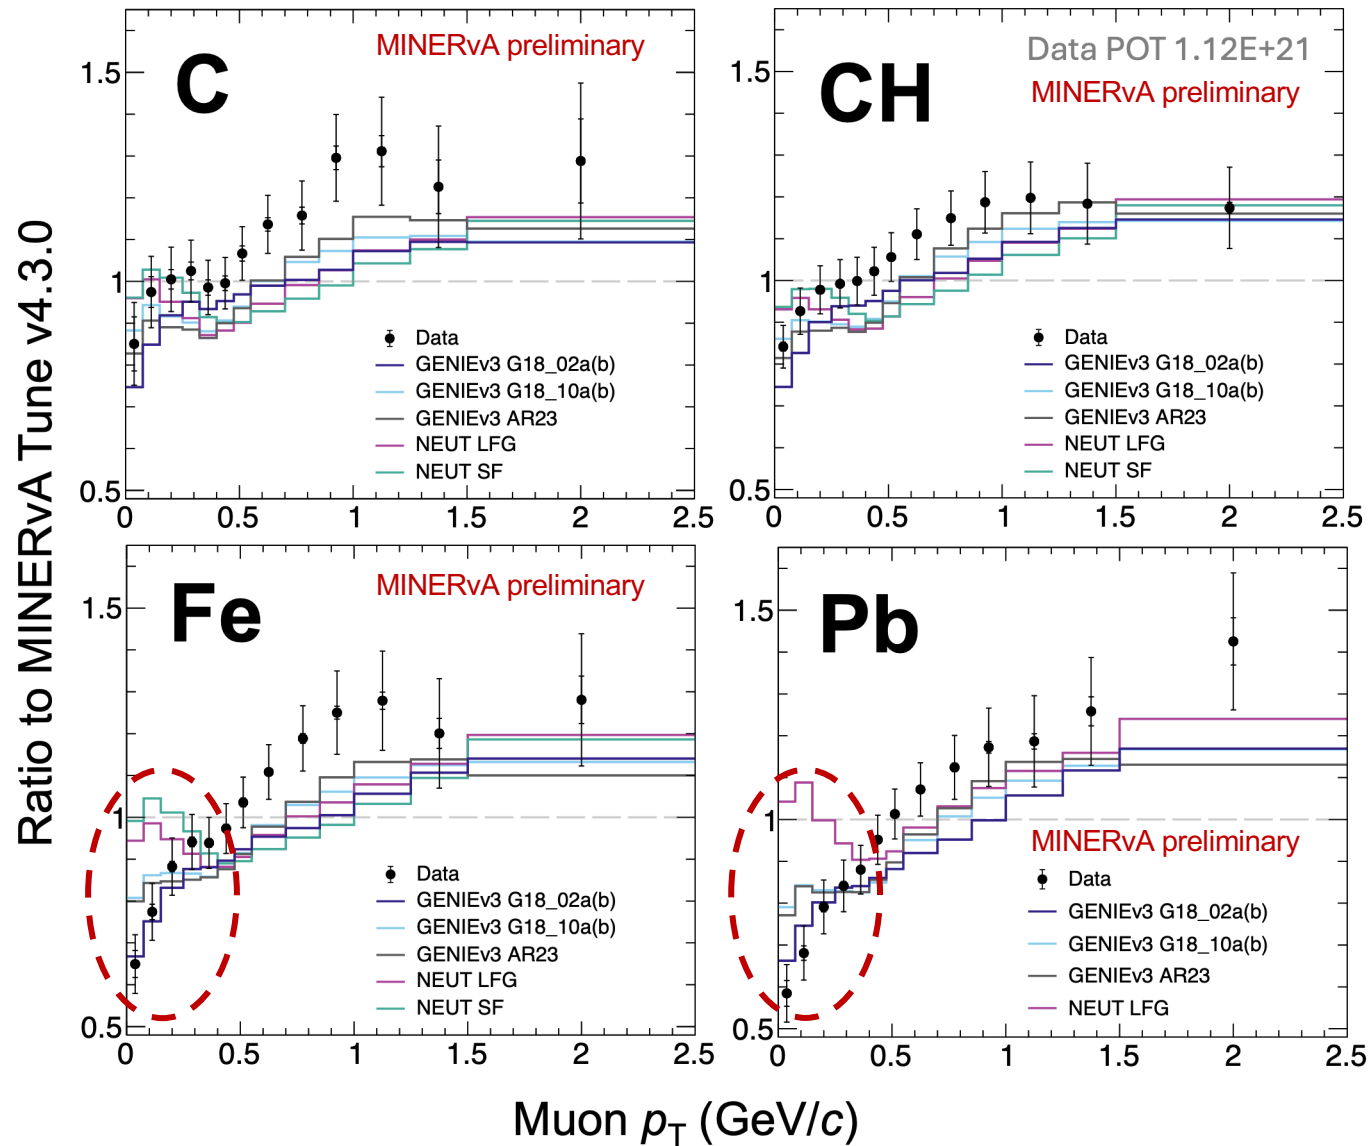 Ratio to MINERvA Tune v4.3.0
C
MINERvA preliminary
1.5
1
0.5
Data
GENIEv3 G18_02a(b)
GENIEv3 G18_10a(b)
GENIEv3 AR23
NEUT LFG
NEUT SF
0 0.5 1 1.5 2 2.5
CH
Data POT 1.12E+21
MINERvA preliminary
1.5
1
0.5
Data
GENIEv3 G18_02a(b)
GENIEv3 G18_10a(b)
GENIEv3 AR23
NEUT LFG
NEUT SF
0 0.5 1 1.5 2 2.5
Fe
MINERvA preliminary
1.5
1
0.5
Data
GENIEv3 G18_02a(b)
GENIEv3 G18_10a(b)
GENIEv3 AR23
NEUT LFG
NEUT SF
0 0.5 1 1.5 2 2.5
Pb
1.5
1
0.5
MINERvA preliminary
Data
GENIEv3 G18_02a(b)
GENIEv3 G18_10a(b)
GENIEv3 AR23
NEUT LFG
0 0.5 1 1.5 2 2.5
Muon pT (GeV/c)